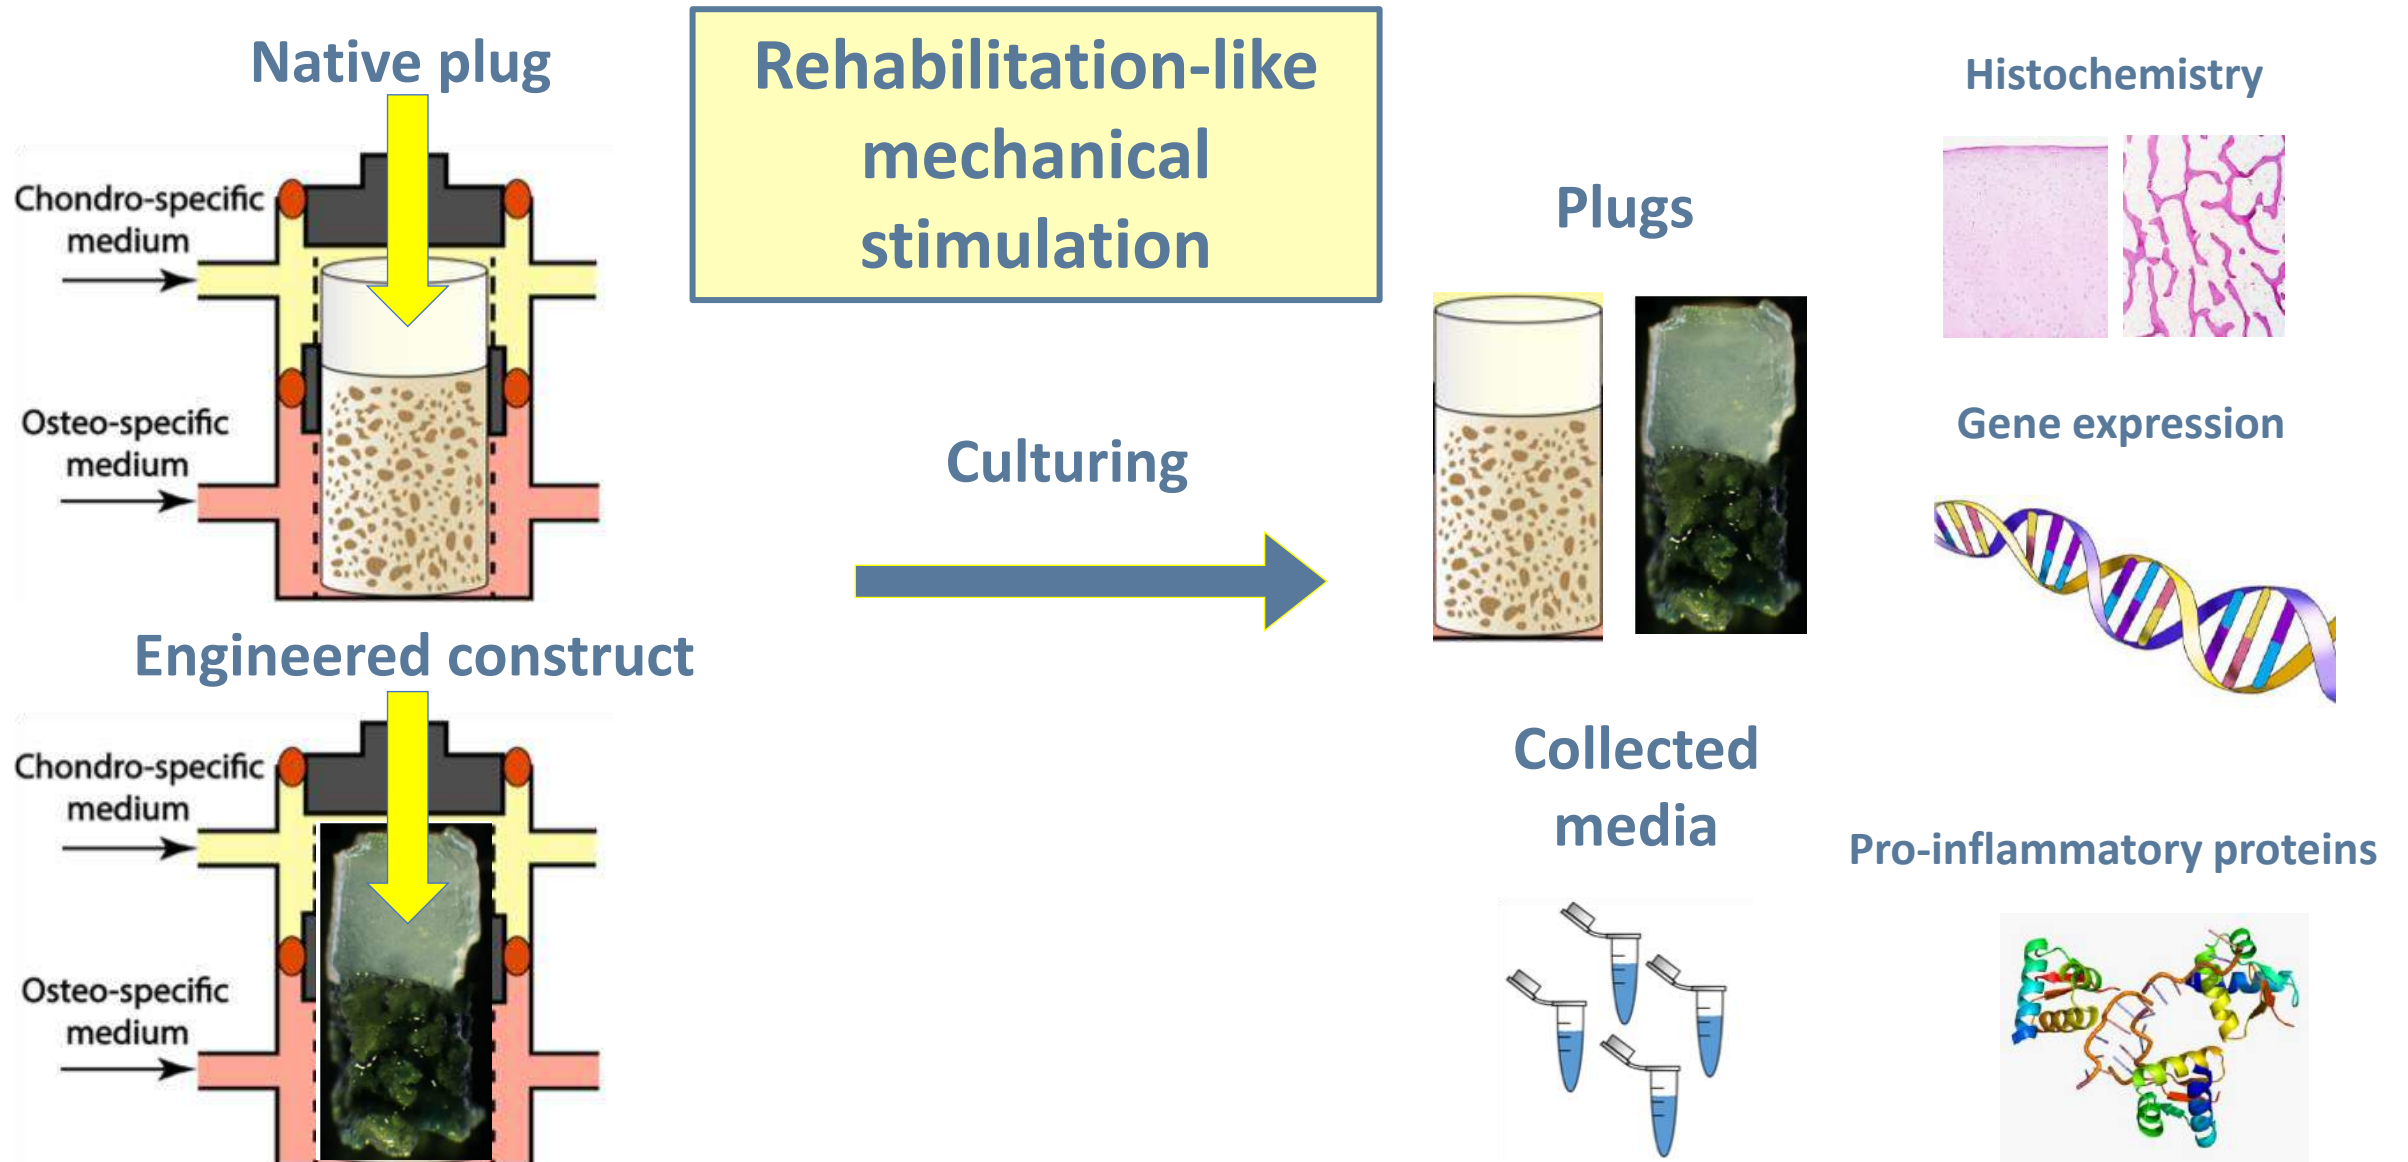 Native plug
Chondro-specific
medium
Osteo-specific
medium
Engineered construct
Chondro-specific
medium
Osteo-specific
medium
Rehabilitation-like
mechanical
stimulation
Culturing
Plugs
Collected
media
Histochemistry
Gene expression
Pro-inflammatory proteins